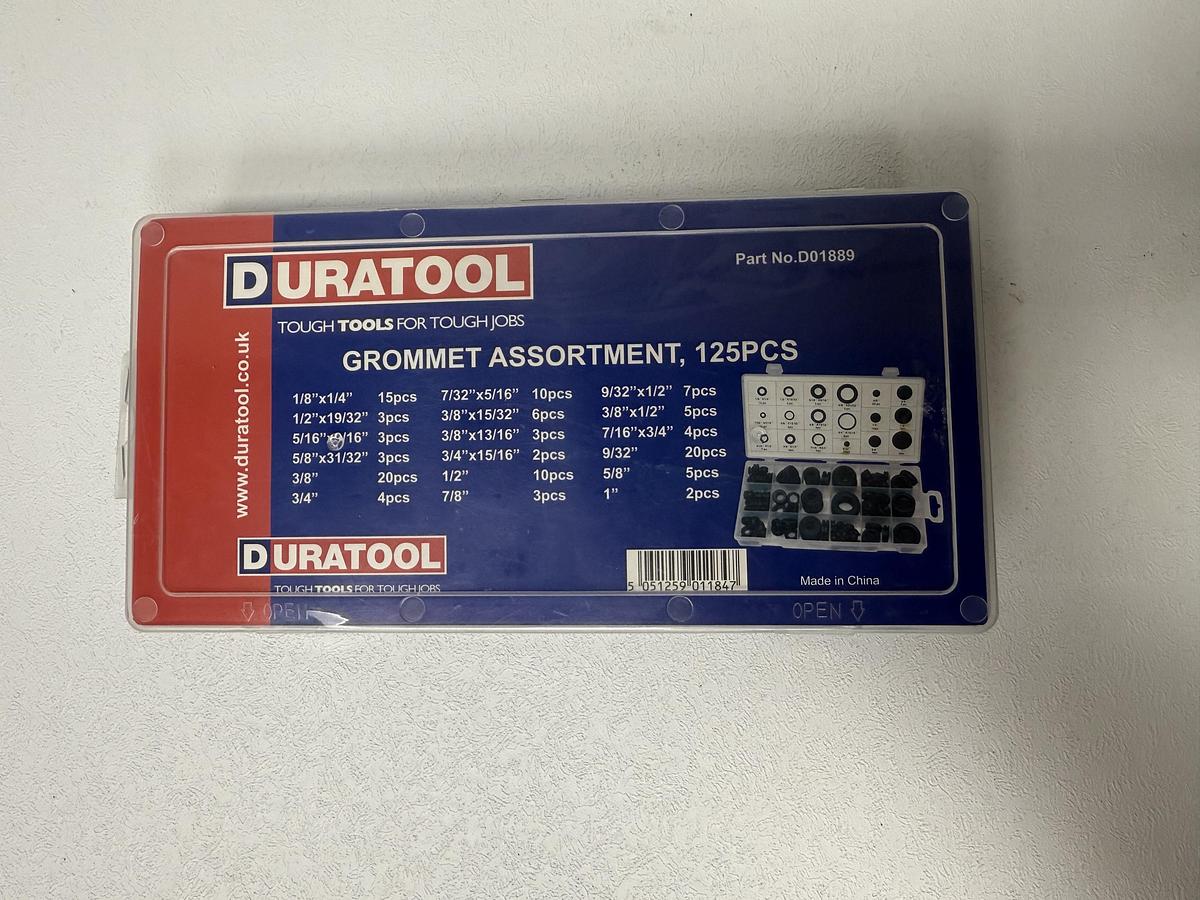 DURATOOL
Part No.D01889
TOUGH TOOLS FOR TOUGH JOBS
www.duratool.co.uk
GROMMET ASSORTMENT, 125PCS
1/8"x1/4" 15pcs 7/32"x5/16" 10pcs 9/32"x1/2" 7pcs
1/2"x19/32" 3pcs 3/8"x15/32" 6pcs 3/8"x1/2" 5pcs
5/16"x9/16" 3pcs 3/8"x13/16" 3pcs 7/16"x3/4" 4pcs
5/8"x31/32" 3pcs 3/4"x15/16" 2pcs 9/32" 20pcs
3/8" 20pcs 1/2" 10pcs 5/8" 5pcs
3/4" 4pcs 7/8" 3pcs 1" 2pcs
DURATOOL
TOUGH TOOLS FOR TOUGH JOBS
5 051259 011847
Made in China
OPEN
OPEN